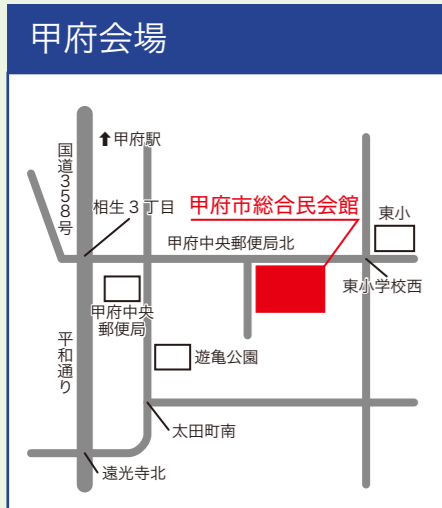 甲府会場
甲府駅
国道358号
相生3丁目
甲府市総合市民会館
東小
甲府中央郵便局北
東小学校西
甲府中央
郵便局
平和通り
遊亀公園
太田町南
遠光寺北